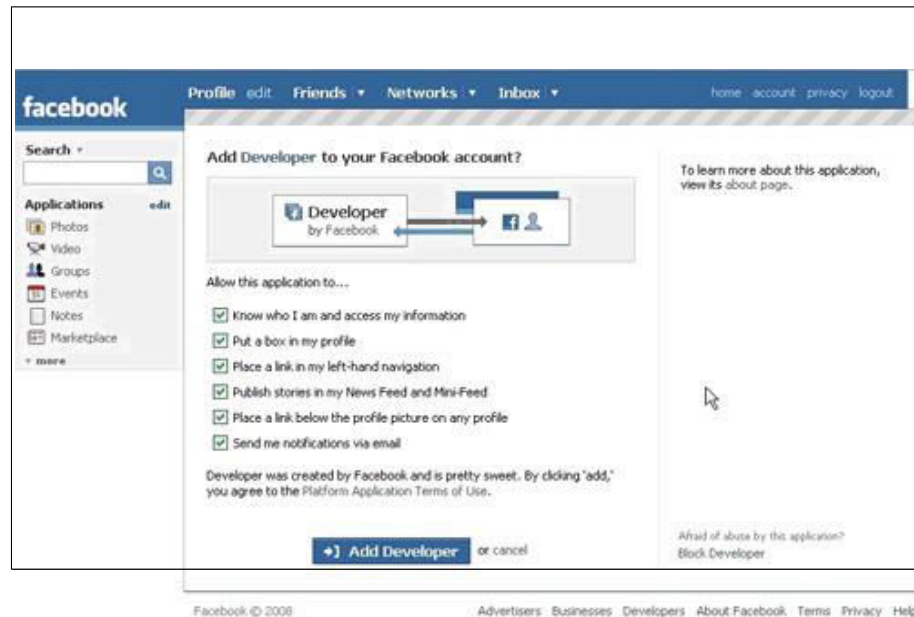 facebook
Profile edit Friends Networks Inbox
home account privacy logout
Search
Applications edit
Photos
Video
Groups
Events
Notes
Marketplace
more
Add Developer to your Facebook account?
Developer
by Facebook
Allow this application to...
Know who I am and access my information
Put a box in my profile
Place a link in my left-hand navigation
Publish stories in my News Feed and Mini-Feed
Place a link below the profile picture on any profile
Send me notifications via email
Developer was created by Facebook and is pretty sweet. By clicking 'add,'
you agree to the Platform Application Terms of Use.
Add Developer or cancel
To learn more about this application,
view its about page.
Afraid of abuse by this application?
Block Developer
Facebook © 2008
Advertisers Businesses Developers About Facebook Terms Privacy Help